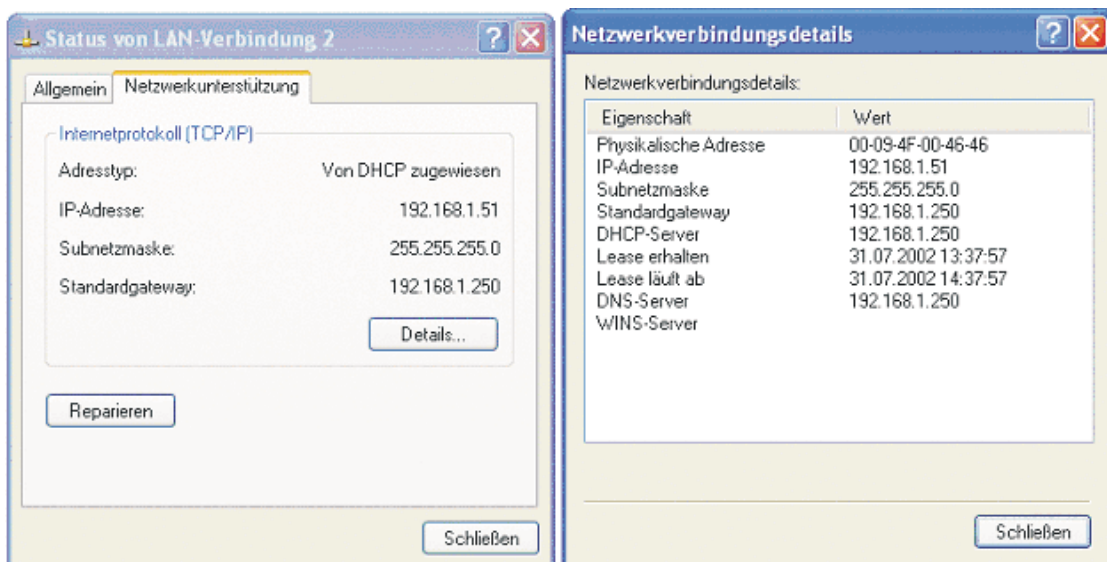 Status von LAN-Verbindung 2
Allgemein Netzwerkunterstützung
Internetprotokoll (TCP/IP)
Adresstyp: Von DHCP zugewiesen
IP-Adresse: 192.168.1.51
Subnetzmaske: 255.255.255.0
Standardgateway: 192.168.1.250
Details...
Reparieren
Schließen
Netzwerkverbindungsdetails
Netzwerkverbindungsdetails:
Eigenschaft Wert
Physikalische Adresse 00-09-4F-00-46-46
IP-Adresse 192.168.1.51
Subnetzmaske 255.255.255.0
Standardgateway 192.168.1.250
DHCP-Server 192.168.1.250
Lease erhalten 31.07.2002 13:37:57
Lease läuft ab 31.07.2002 14:37:57
DNS-Server 192.168.1.250
WINS-Server
Schließen